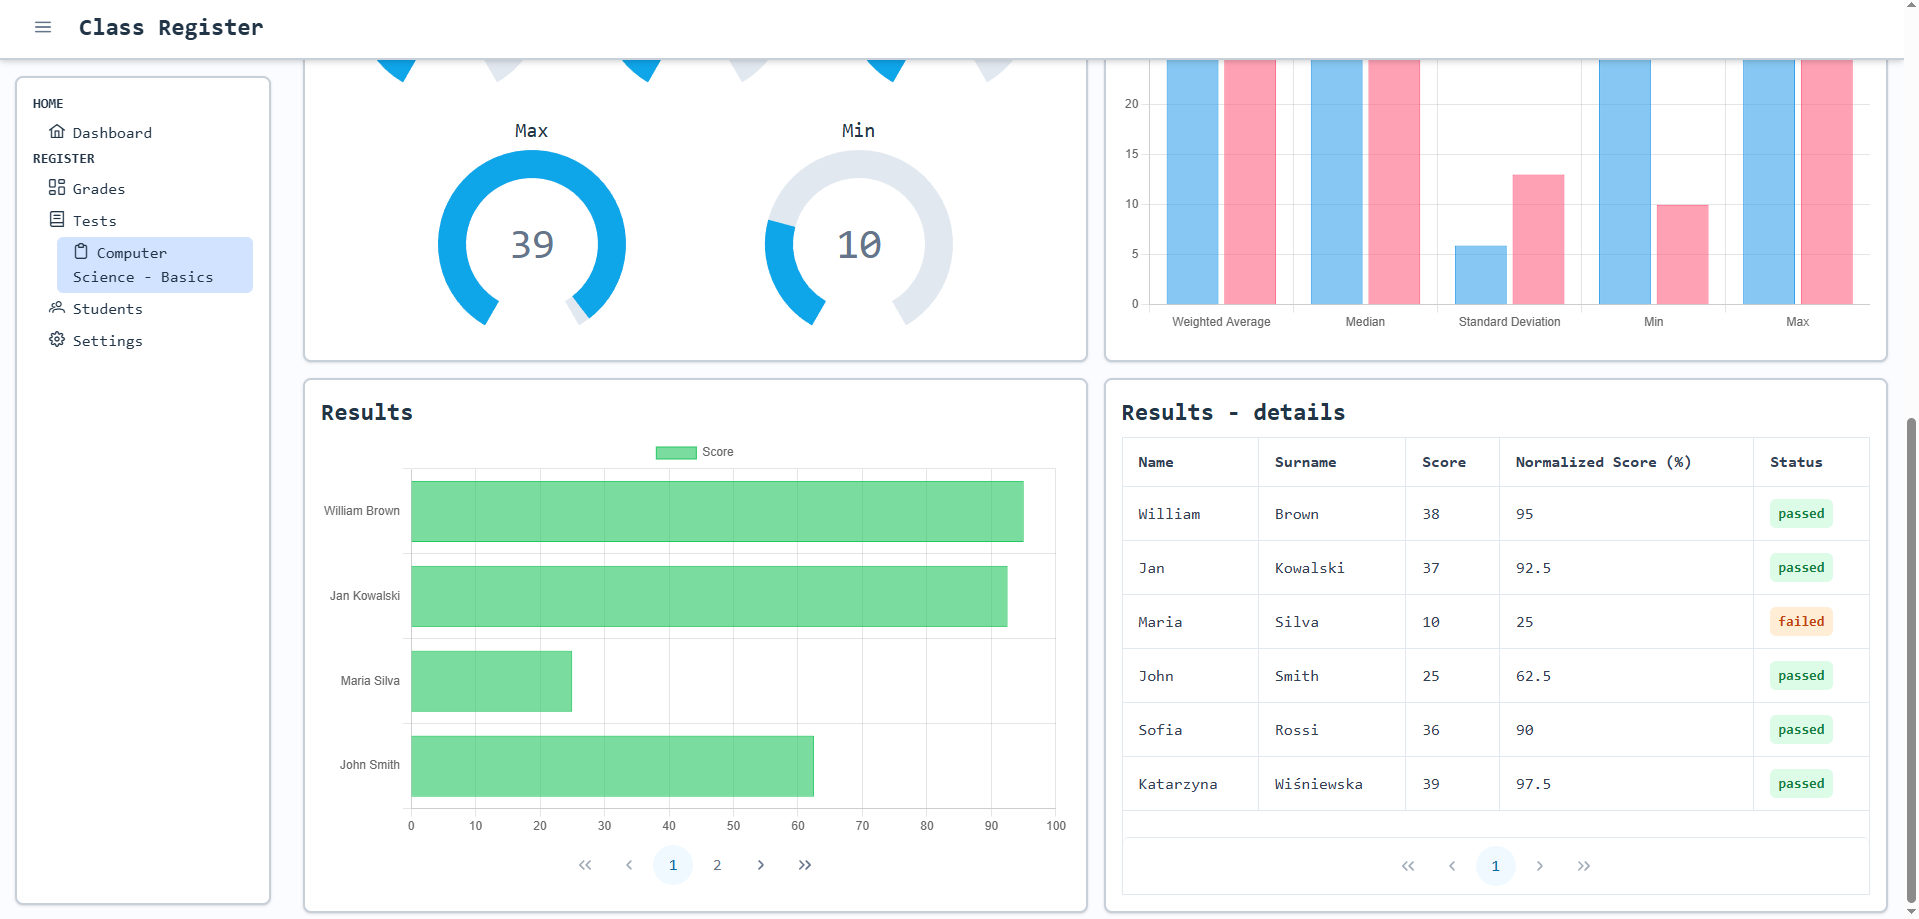 Class Register
HOME
Dashboard
REGISTER
Grades
Tests
Computer
Science - Basics
Students
Settings
Max
39
Min
10
20
15
10
5
0
Weighted Average
Median
Standard Deviation
Min
Max
Results
Score
William Brown
Jan Kowalski
Maria Silva
John Smith
0 10 20 30 40 50 60 70 80 90 100
« ‹ 1 2 › »
Results - details
Name Surname Score Normalized Score (%) Status
William Brown 38 95 passed
Jan Kowalski 37 92.5 passed
Maria Silva 10 25 failed
John Smith 25 62.5 passed
Sofia Rossi 36 90 passed
Katarzyna Wiśniewska 39 97.5 passed
« ‹ 1 › »